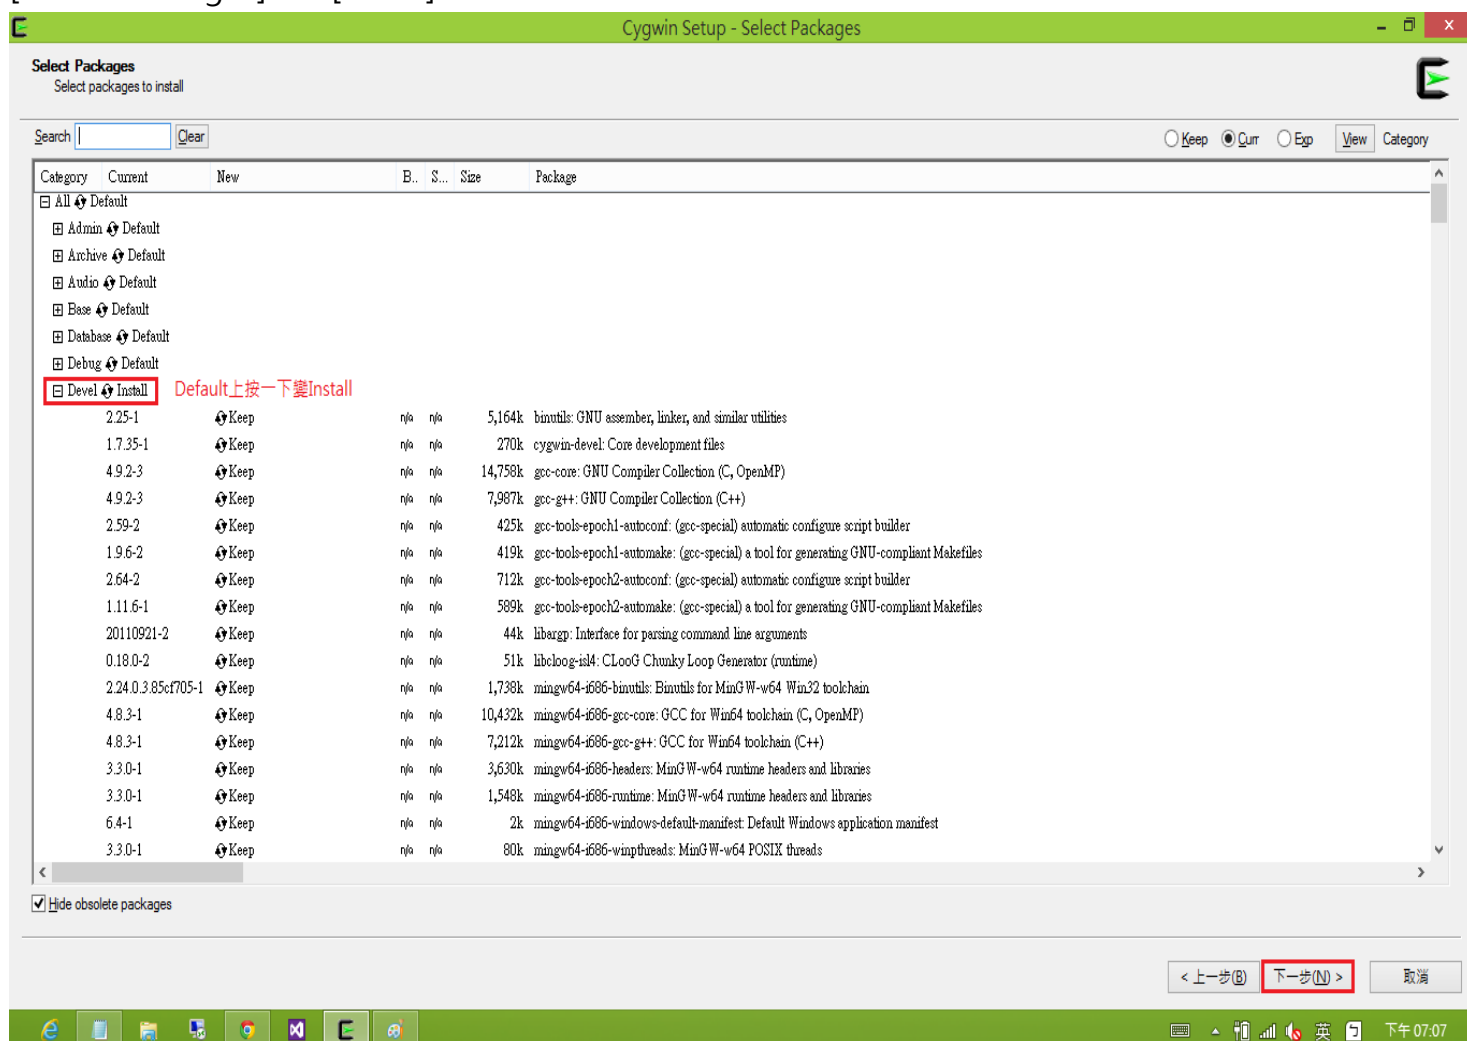 Cygwin Setup - Select Packages
Select Packages
Select packages to install
Search Clear Keep Curr Exp View Category
Category Current New B.. S... Size Package
All Default
Admin Default
Archive Default
Audio Default
Base Default
Database Default
Debug Default
Devel Install Default上按一下變Install
2.25-1 Keep n/a n/a 5,164k binutils: GNU assember, linker, and similar utilities
1.7.35-1 Keep n/a n/a 270k cygwin-devel: Core development files
4.9.2-3 Keep n/a n/a 14,758k gcc-core: GNU Compiler Collection (C, OpenMP)
4.9.2-3 Keep n/a n/a 7,987k gcc-g++: GNU Compiler Collection (C++)
2.59-2 Keep n/a n/a 425k gcc-tools-epoch1-autoconf: (gcc-special) automatic configure script builder
1.9.6-2 Keep n/a n/a 419k gcc-tools-epoch1-automake: (gcc-special) a tool for generating GNU-compliant Makefiles
2.64-2 Keep n/a n/a 712k gcc-tools-epoch2-autoconf: (gcc-special) automatic configure script builder
1.11.6-1 Keep n/a n/a 589k gcc-tools-epoch2-automake: (gcc-special) a tool for generating GNU-compliant Makefiles
20110921-2 Keep n/a n/a 44k libargp: Interface for parsing command line arguments
0.18.0-2 Keep n/a n/a 51k libcloog-isl4: CLooG Chunky Loop Generator (runtime)
2.24.0.3.85cf705-1 Keep n/a n/a 1,738k mingw64-i686-binutils: Binutils for MinGW-w64 Win32 toolchain
4.8.3-1 Keep n/a n/a 10,432k mingw64-i686-gcc-core: GCC for Win64 toolchain (C, OpenMP)
4.8.3-1 Keep n/a n/a 7,212k mingw64-i686-gcc-g++: GCC for Win64 toolchain (C++)
3.3.0-1 Keep n/a n/a 3,630k mingw64-i686-headers: MinGW-w64 runtime headers and libraries
3.3.0-1 Keep n/a n/a 1,548k mingw64-i686-runtime: MinGW-w64 runtime headers and libraries
6.4-1 Keep n/a n/a 2k mingw64-i686-windows-default-manifest: Default Windows application manifest
3.3.0-1 Keep n/a n/a 80k mingw64-i686-winpthreads: MinGW-w64 POSIX threads
Hide obsolete packages
< 上一步(B) 下一步(N) > 取消
英 下午 07:07